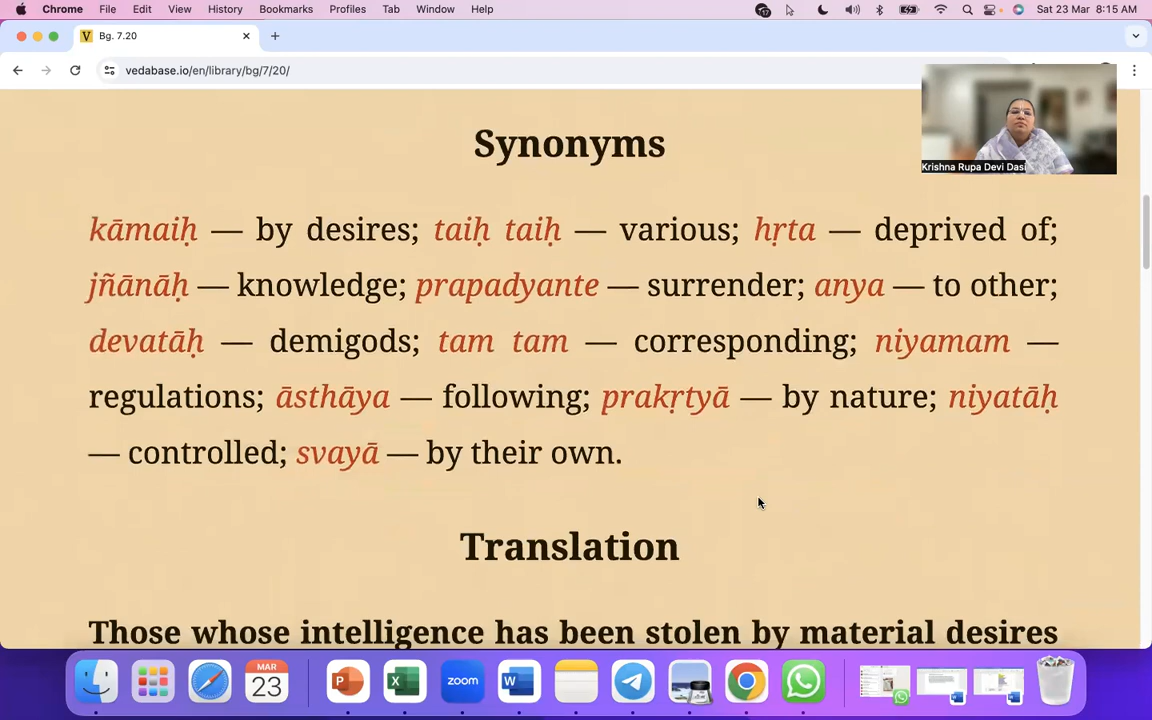 Chrome File Edit View History Bookmarks Profiles Tab Window Help 17 Sat 23 Mar 8:15 AM
V Bg. 7.20
vedabase.io/en/library/bg/7/20/
Krishna Rupa Devi Dasi
Synonyms
kāmaiḥ — by desires; taiḥ taiḥ — various; hṛta — deprived of;
jñānāḥ — knowledge; prapadyante — surrender; anya — to other;
devatāḥ — demigods; tam tam — corresponding; niyamam —
regulations; āsthāya — following; prakṛtyā — by nature; niyatāḥ
— controlled; svayā — by their own.
Translation
Those whose intelligence has been stolen by material desires
MAR
23
P
X
zoom
W